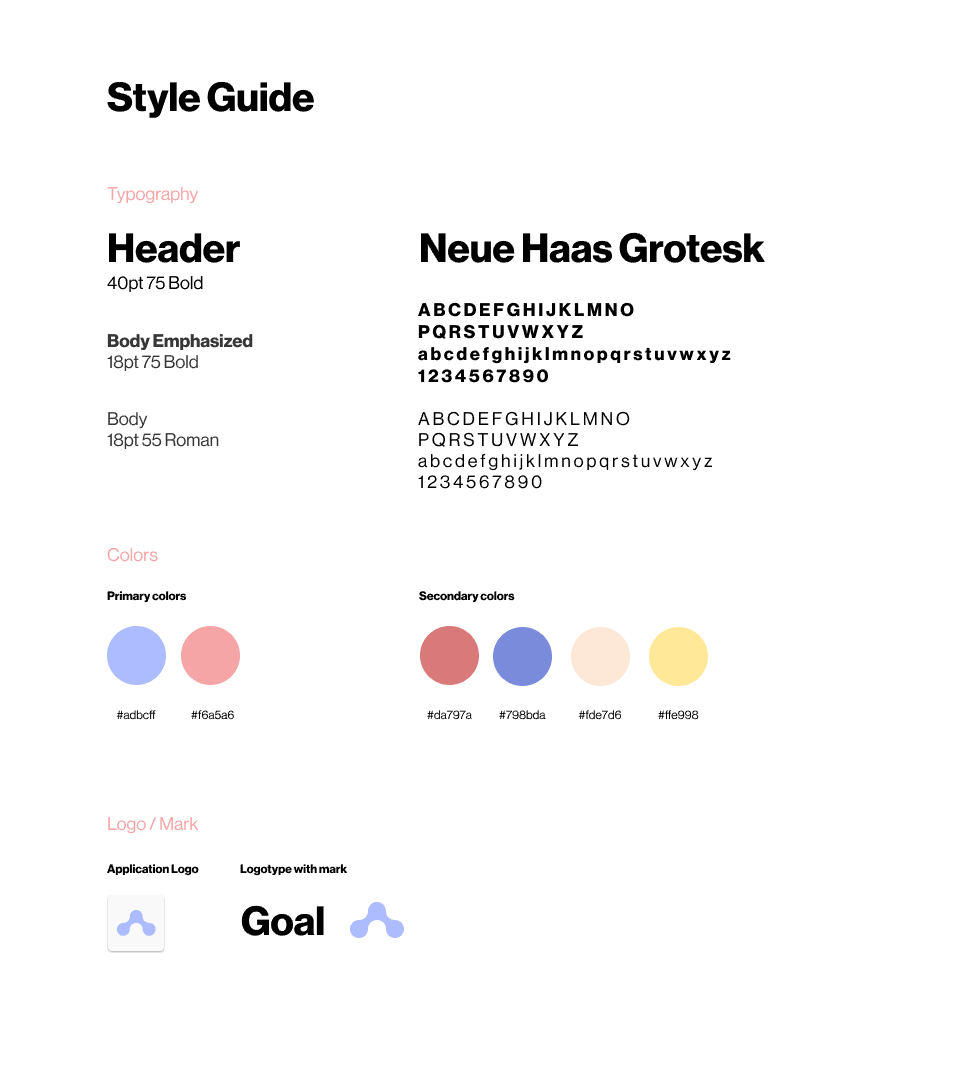 Style Guide
Typography
Header
40pt 75 Bold
Body Emphasized
18pt 75 Bold
Body
18pt 55 Roman
Neue Haas Grotesk
ABCDEFGHIJKLMNO
PQRSTUVWXYZ
abcdefghijklmnopqrstuvwxyz
1234567890
ABCDEFGHIJKLMNO
PQRSTUVWXYZ
abcdefghijklmnopqrstuvwxyz
1234567890
Colors
Primary colors
#adbcff
#f6a5a6
Secondary colors
#da797a
#798bda
#fde7d6
#ffe998
Logo / Mark
Application Logo
Logotype with mark
Goal